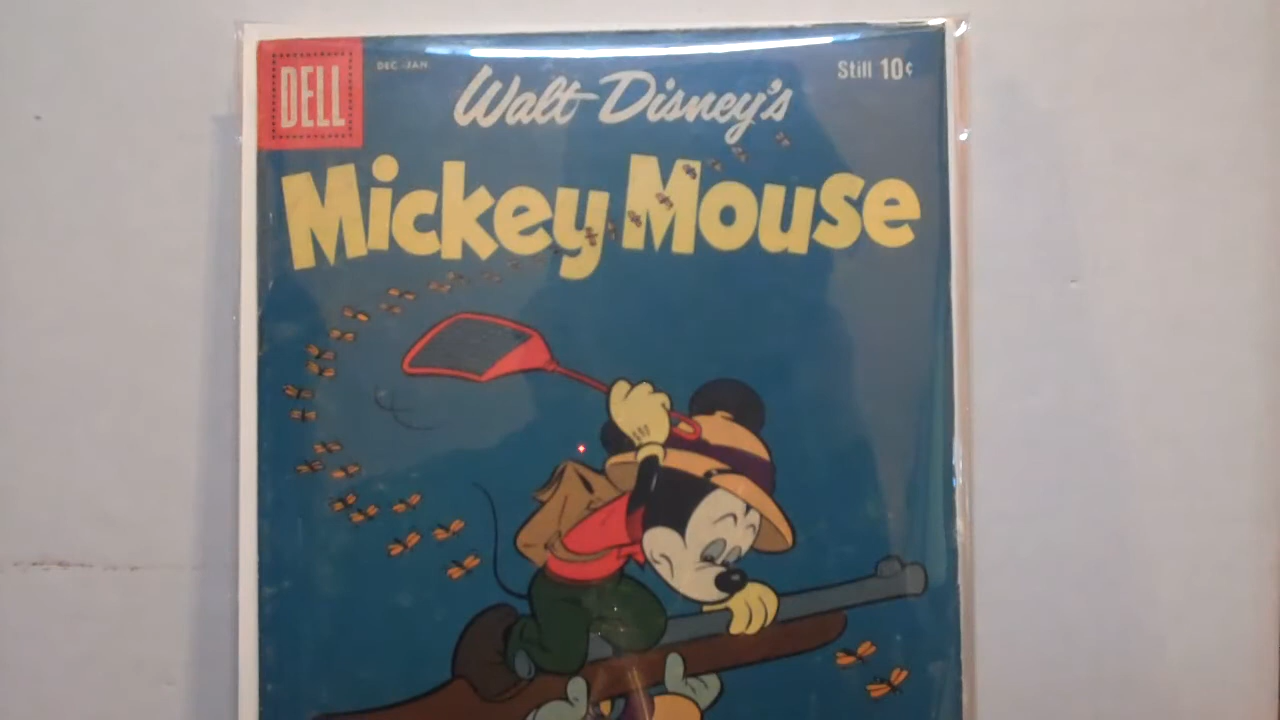 DELL
DEC.-JAN.
Still 10¢
Walt Disney's
Mickey Mouse